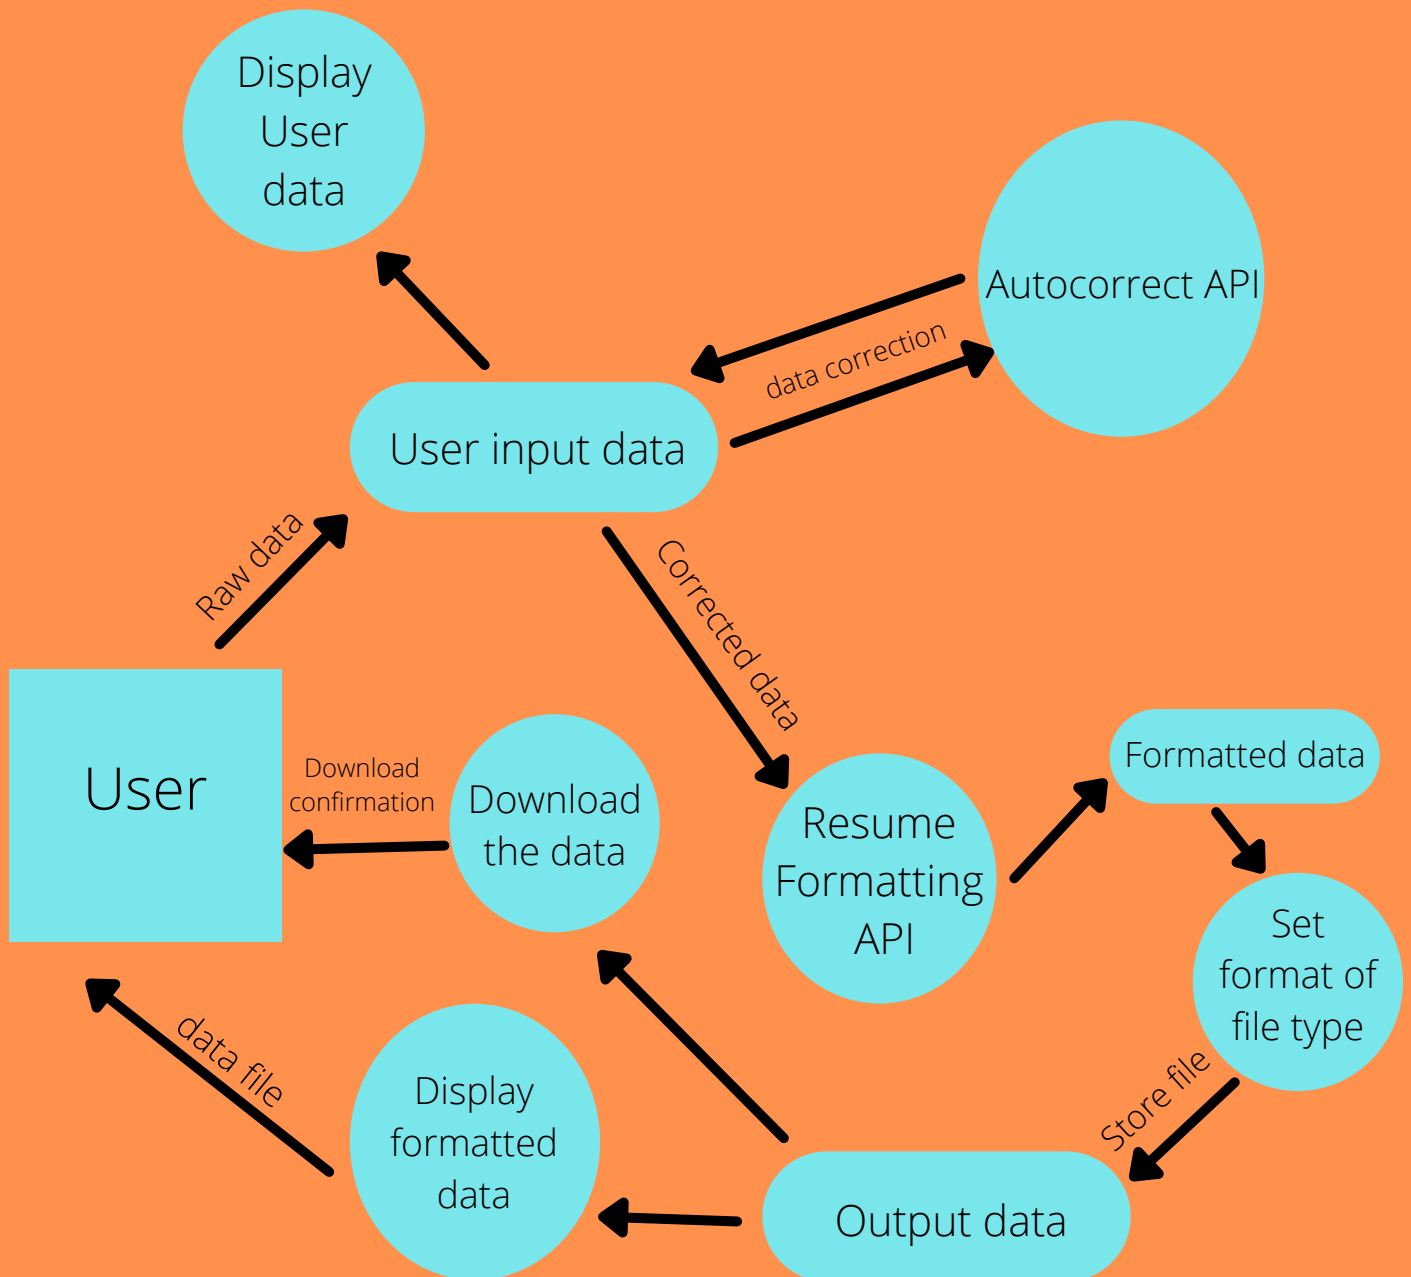 Display
User
data
Autocorrect API
data correction
User input data
Raw data
Corrected data
User
Download
confirmation
Download
the data
Resume
Formatting
API
Formatted data
Set
format of
file type
Store file
data file
Display
formatted
data
Output data